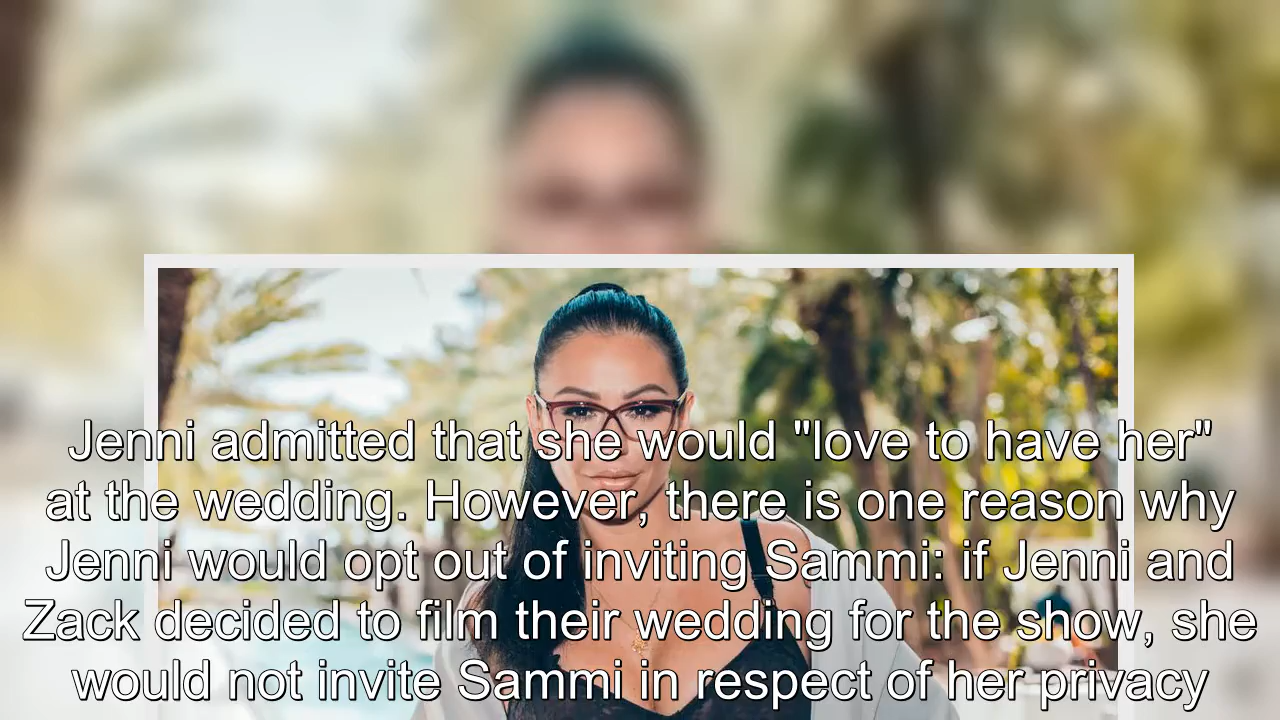 Jenni admitted that she would "love to have her"
at the wedding. However, there is one reason why
Jenni would opt out of inviting Sammi: if Jenni and
Zack decided to film their wedding for the show, she
would not invite Sammi in respect of her privacy